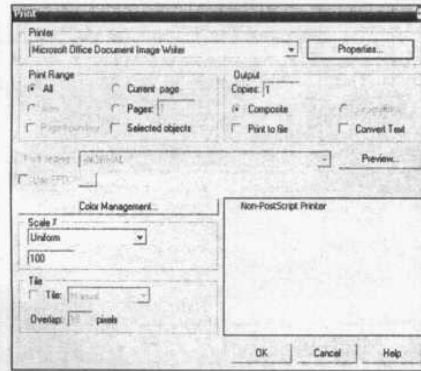 Print
Printer
Microsoft Office Document Image Writer
Properties...
Print Range
All
Current page
Pages: 1
Selected objects
Output
Copies: 1
Composite
Print to file
Convert Text
Preview...
Color Management...
Scale %
Uniform
100
Tile
Tile: Manual
Overlap: pixels
Non-PostScript Printer
OK Cancel Help